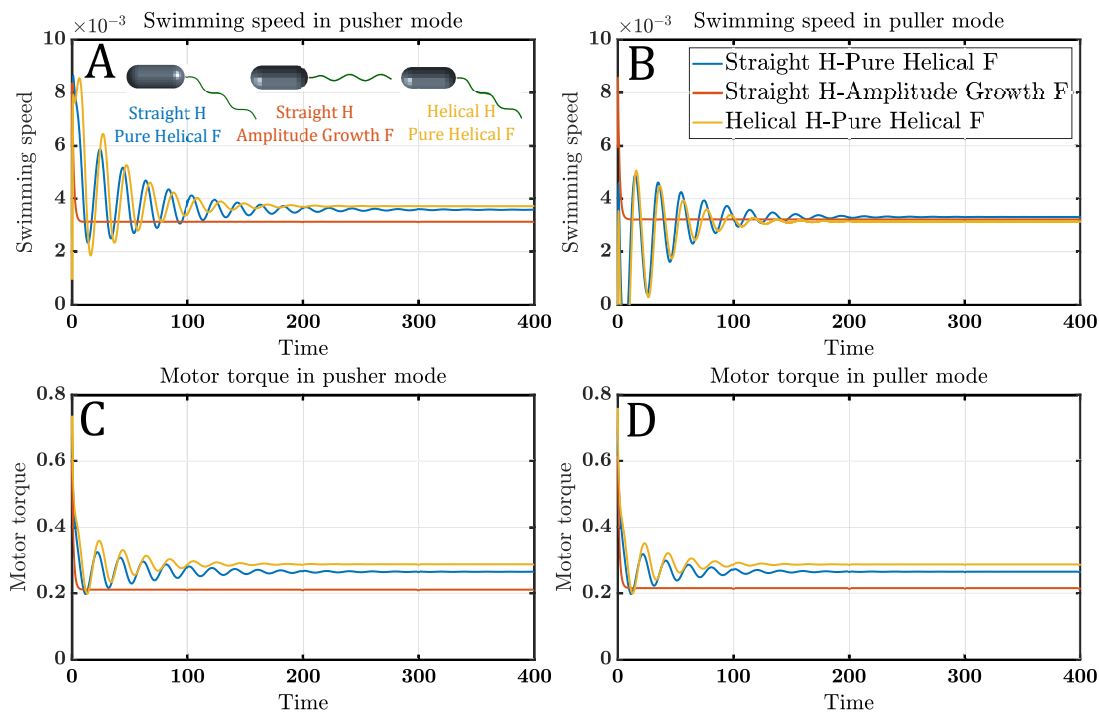 Swimming speed in pusher mode
×10⁻³
10
8
6
4
2
0
Swimming speed
A
Straight H
Pure Helical F
Straight H
Amplitude Growth F
Helical H
Pure Helical F
0 100 200 300 400
Time
Swimming speed in puller mode
×10⁻³
10
8
6
4
2
0
Swimming speed
B
Straight H-Pure Helical F
Straight H-Amplitude Growth F
Helical H-Pure Helical F
0 100 200 300 400
Time
Motor torque in pusher mode
0.8
0.6
0.4
0.2
0
Motor torque
C
0 100 200 300 400
Time
Motor torque in puller mode
0.8
0.6
0.4
0.2
0
Motor torque
D
0 100 200 300 400
Time